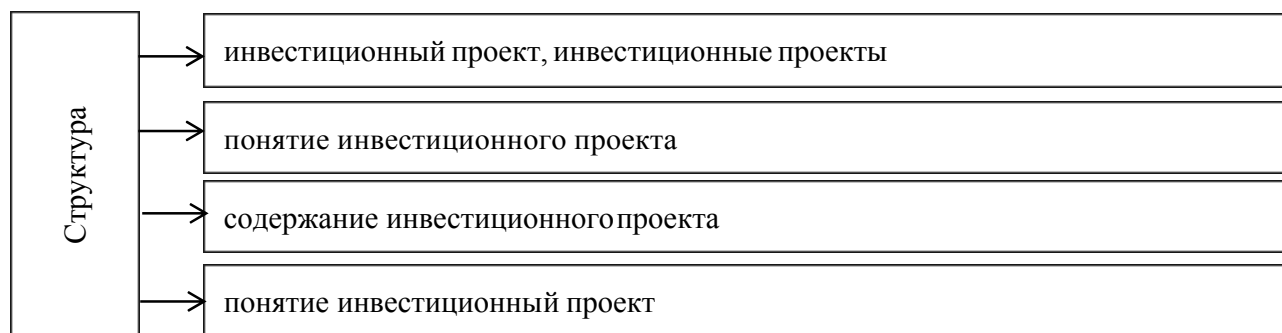 Структура
инвестиционный проект, инвестиционные проекты
понятие инвестиционного проекта
содержание инвестиционного проекта
понятие инвестиционный проект